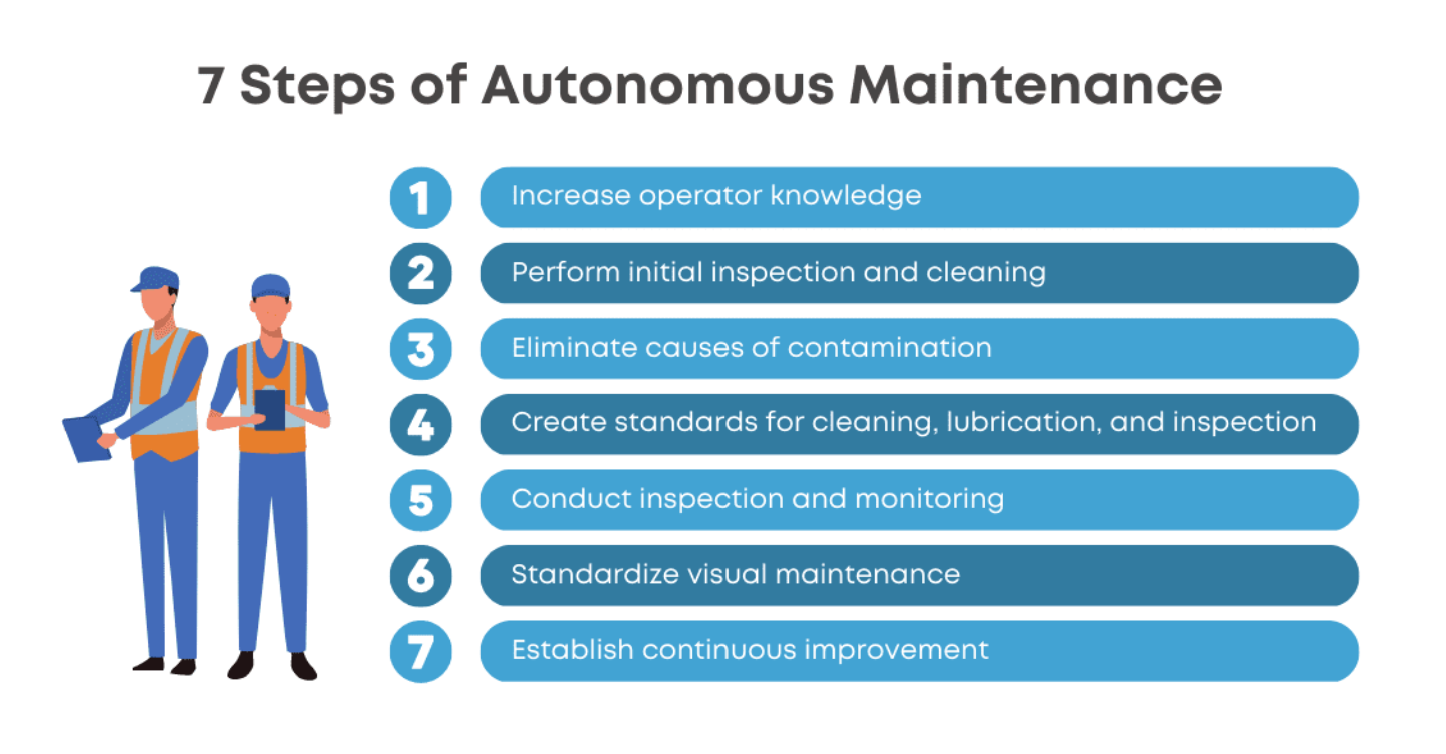 7 Steps of Autonomous Maintenance
1 Increase operator knowledge
2 Perform initial inspection and cleaning
3 Eliminate causes of contamination
4 Create standards for cleaning, lubrication, and inspection
5 Conduct inspection and monitoring
6 Standardize visual maintenance
7 Establish continuous improvement